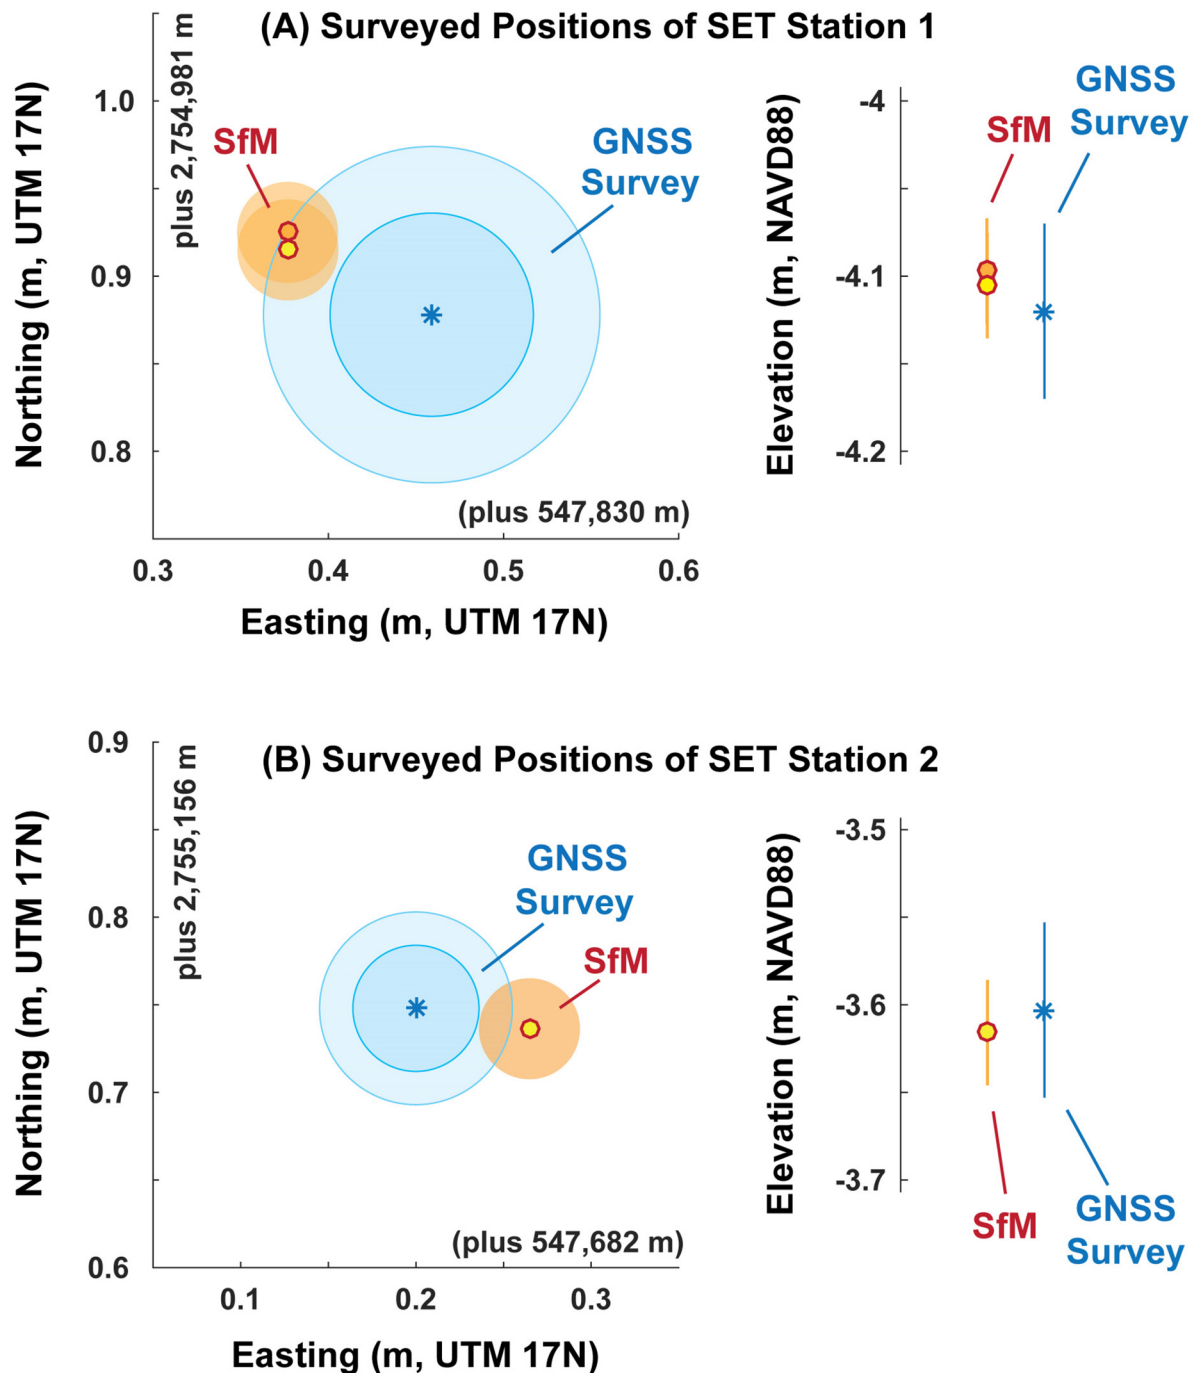 (A) Surveyed Positions of SET Station 1
Northing (m, UTM 17N)
plus 2,754,981 m
1.0
0.9
0.8
SfM
GNSS
Survey
(plus 547,830 m)
0.3
0.4
0.5
0.6
Easting (m, UTM 17N)
Elevation (m, NAVD88)
-4
-4.1
-4.2
SfM
GNSS
Survey
(B) Surveyed Positions of SET Station 2
Northing (m, UTM 17N)
plus 2,755,156 m
0.9
0.8
0.7
0.6
GNSS
Survey
SfM
(plus 547,682 m)
0.1
0.2
0.3
Easting (m, UTM 17N)
Elevation (m, NAVD88)
-3.5
-3.6
-3.7
SfM
GNSS
Survey